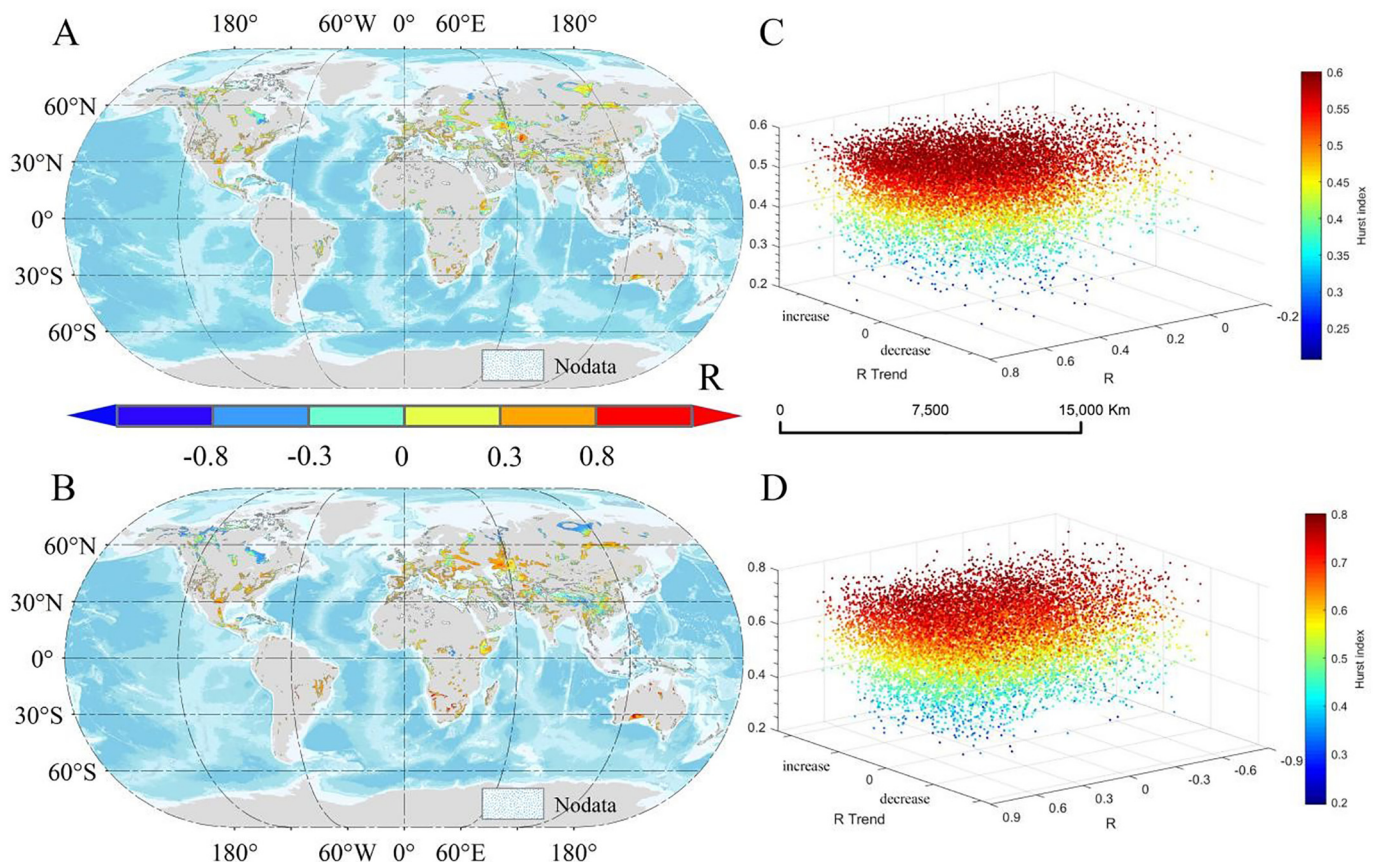 A
180° 60°W 0° 60°E 180°
60°N
30°N
0°
30°S
60°S
Nodata
C
0.6
0.5
0.4
0.3
0.2
increase
0
decrease
R Trend
0.8
0.6
0.4
0.2
0
-0.2
R
0.6
0.55
0.5
0.45
0.4
0.35
0.3
0.25
Hurst index
R
-0.8 -0.3 0 0.3 0.8
0 7,500 15,000 Km
B
60°N
30°N
0°
30°S
60°S
Nodata
180° 60°W 0° 60°E 180°
D
0.8
0.6
0.4
0.2
increase
0
decrease
R Trend
0.9
0.6
0.3
0
-0.3
-0.6
-0.9
R
0.8
0.7
0.6
0.5
0.4
0.3
0.2
Hurst index